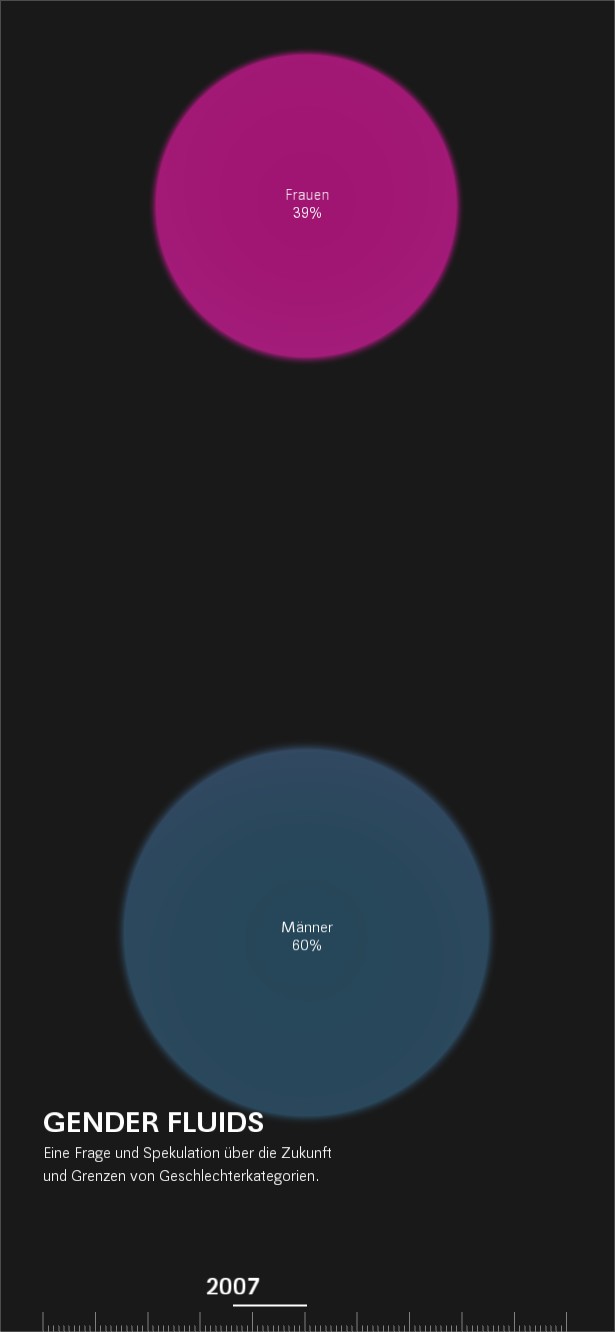 Frauen
39%
Männer
60%
GENDER FLUIDS
Eine Frage und Spekulation über die Zukunft
und Grenzen von Geschlechterkategorien.
2007